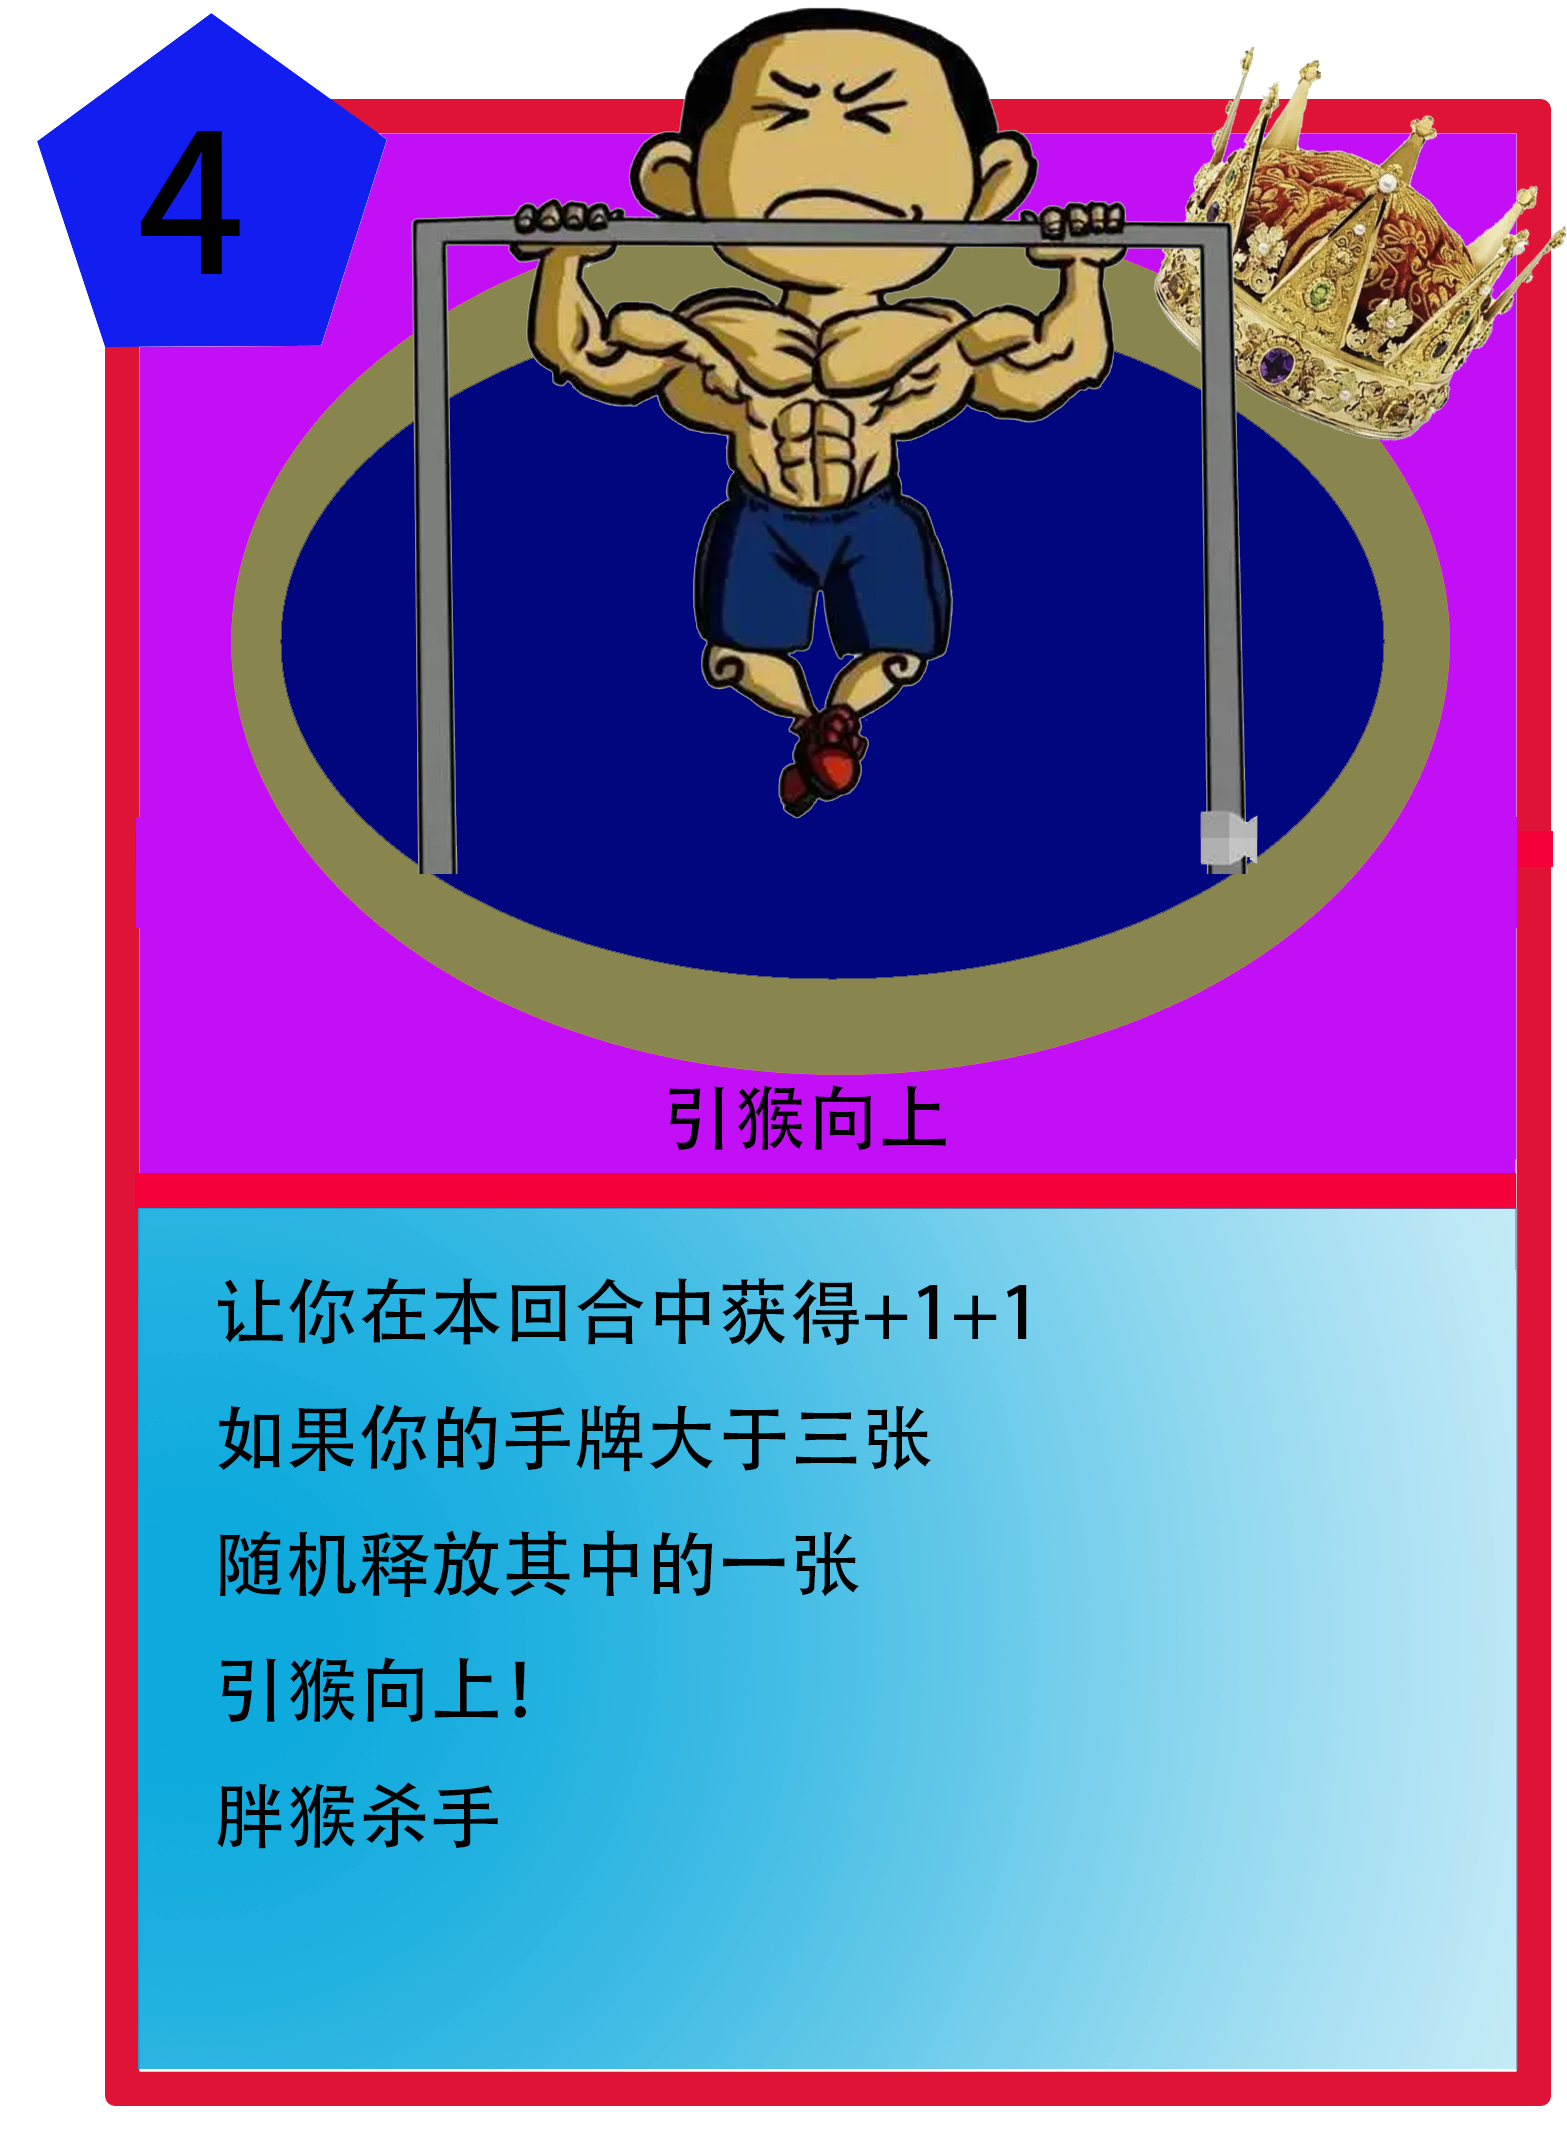 4
引猴向上
让你在本回合中获得+1+1
如果你的手牌大于三张
随机释放其中的一张
引猴向上！
胖猴杀手